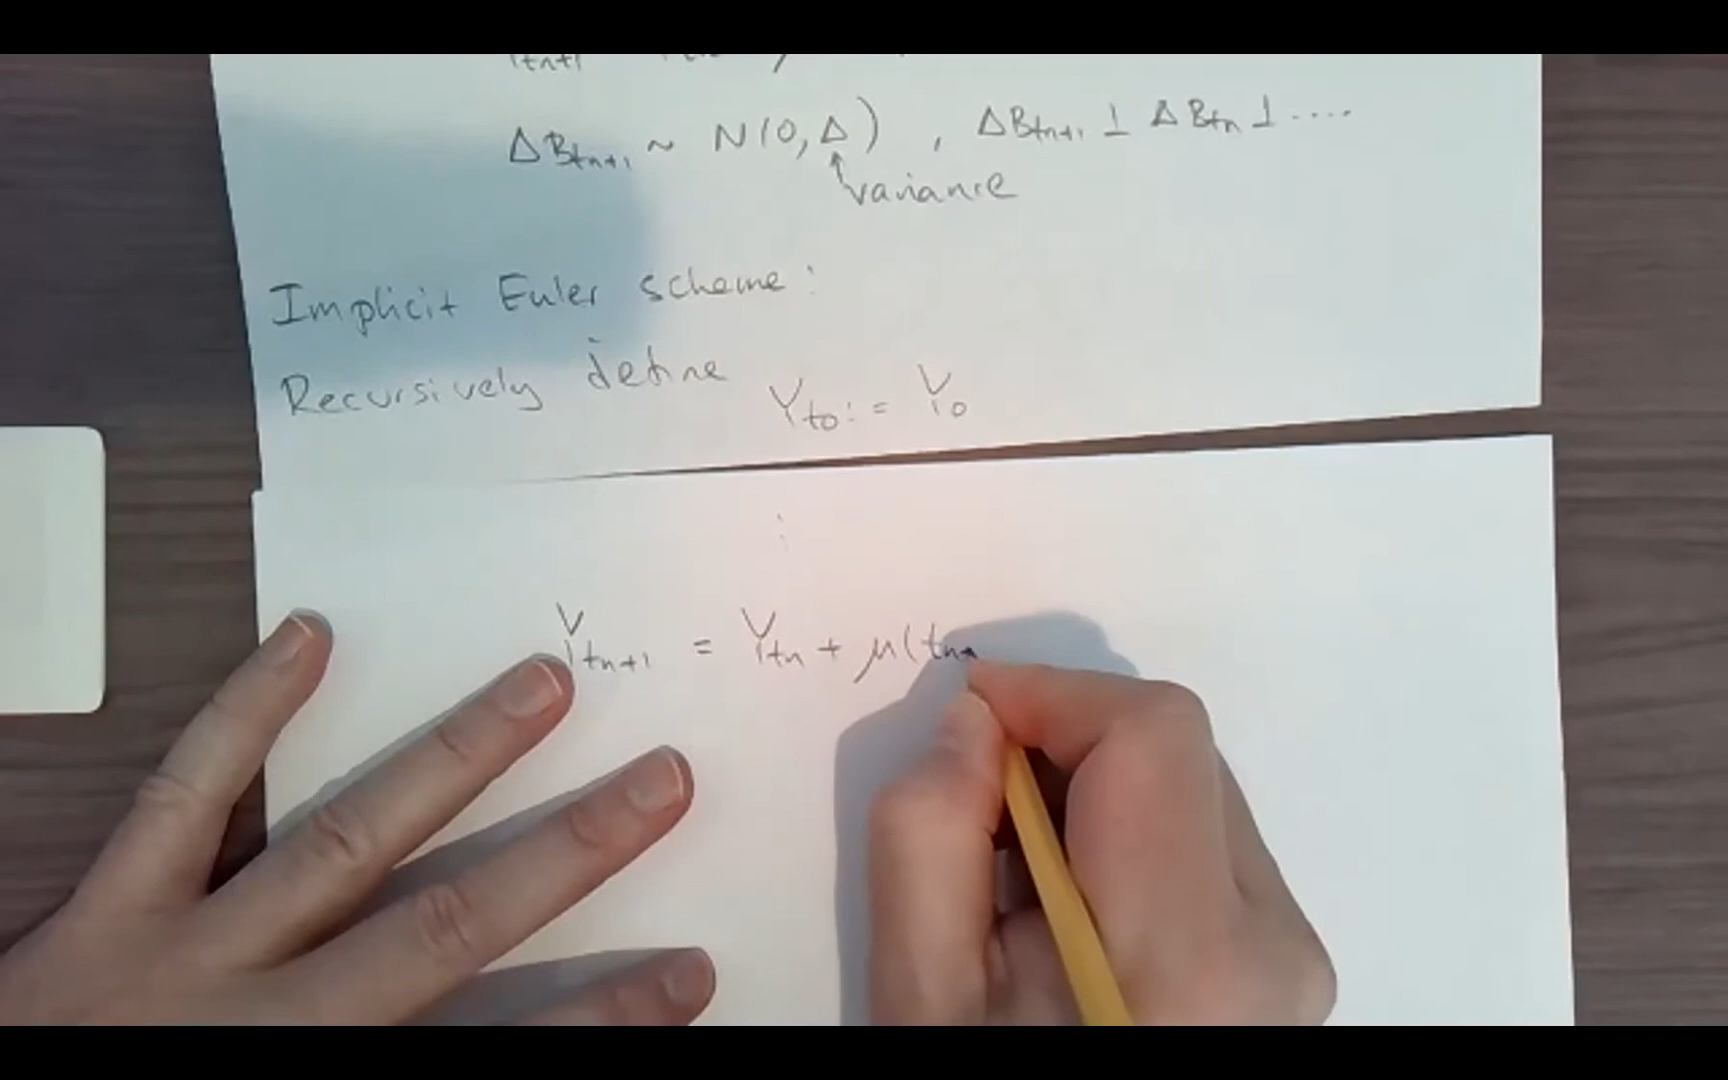 ΔB_{t_{n+1}} ~ N(0, Δ) , ΔB_{t_{n+1}} ⊥ ΔB_{t_n} ⊥ ....
variance
Implicit Euler scheme:
Recursively define Y_{t_0} := Y_0
⋮
Y_{t_{n+1}} = Y_{t_n} + μ(t_{n+